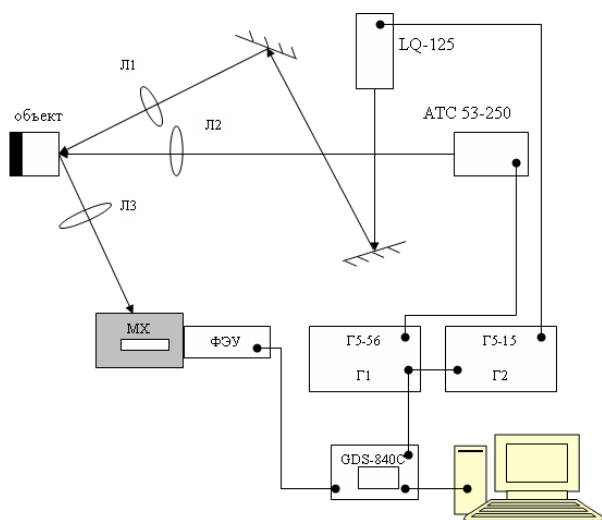 LQ-125
Л1
объект
Л2
АТС 53-250
Л3
МХ
ФЭУ
Г5-56
Г1
Г5-15
Г2
GDS-840C